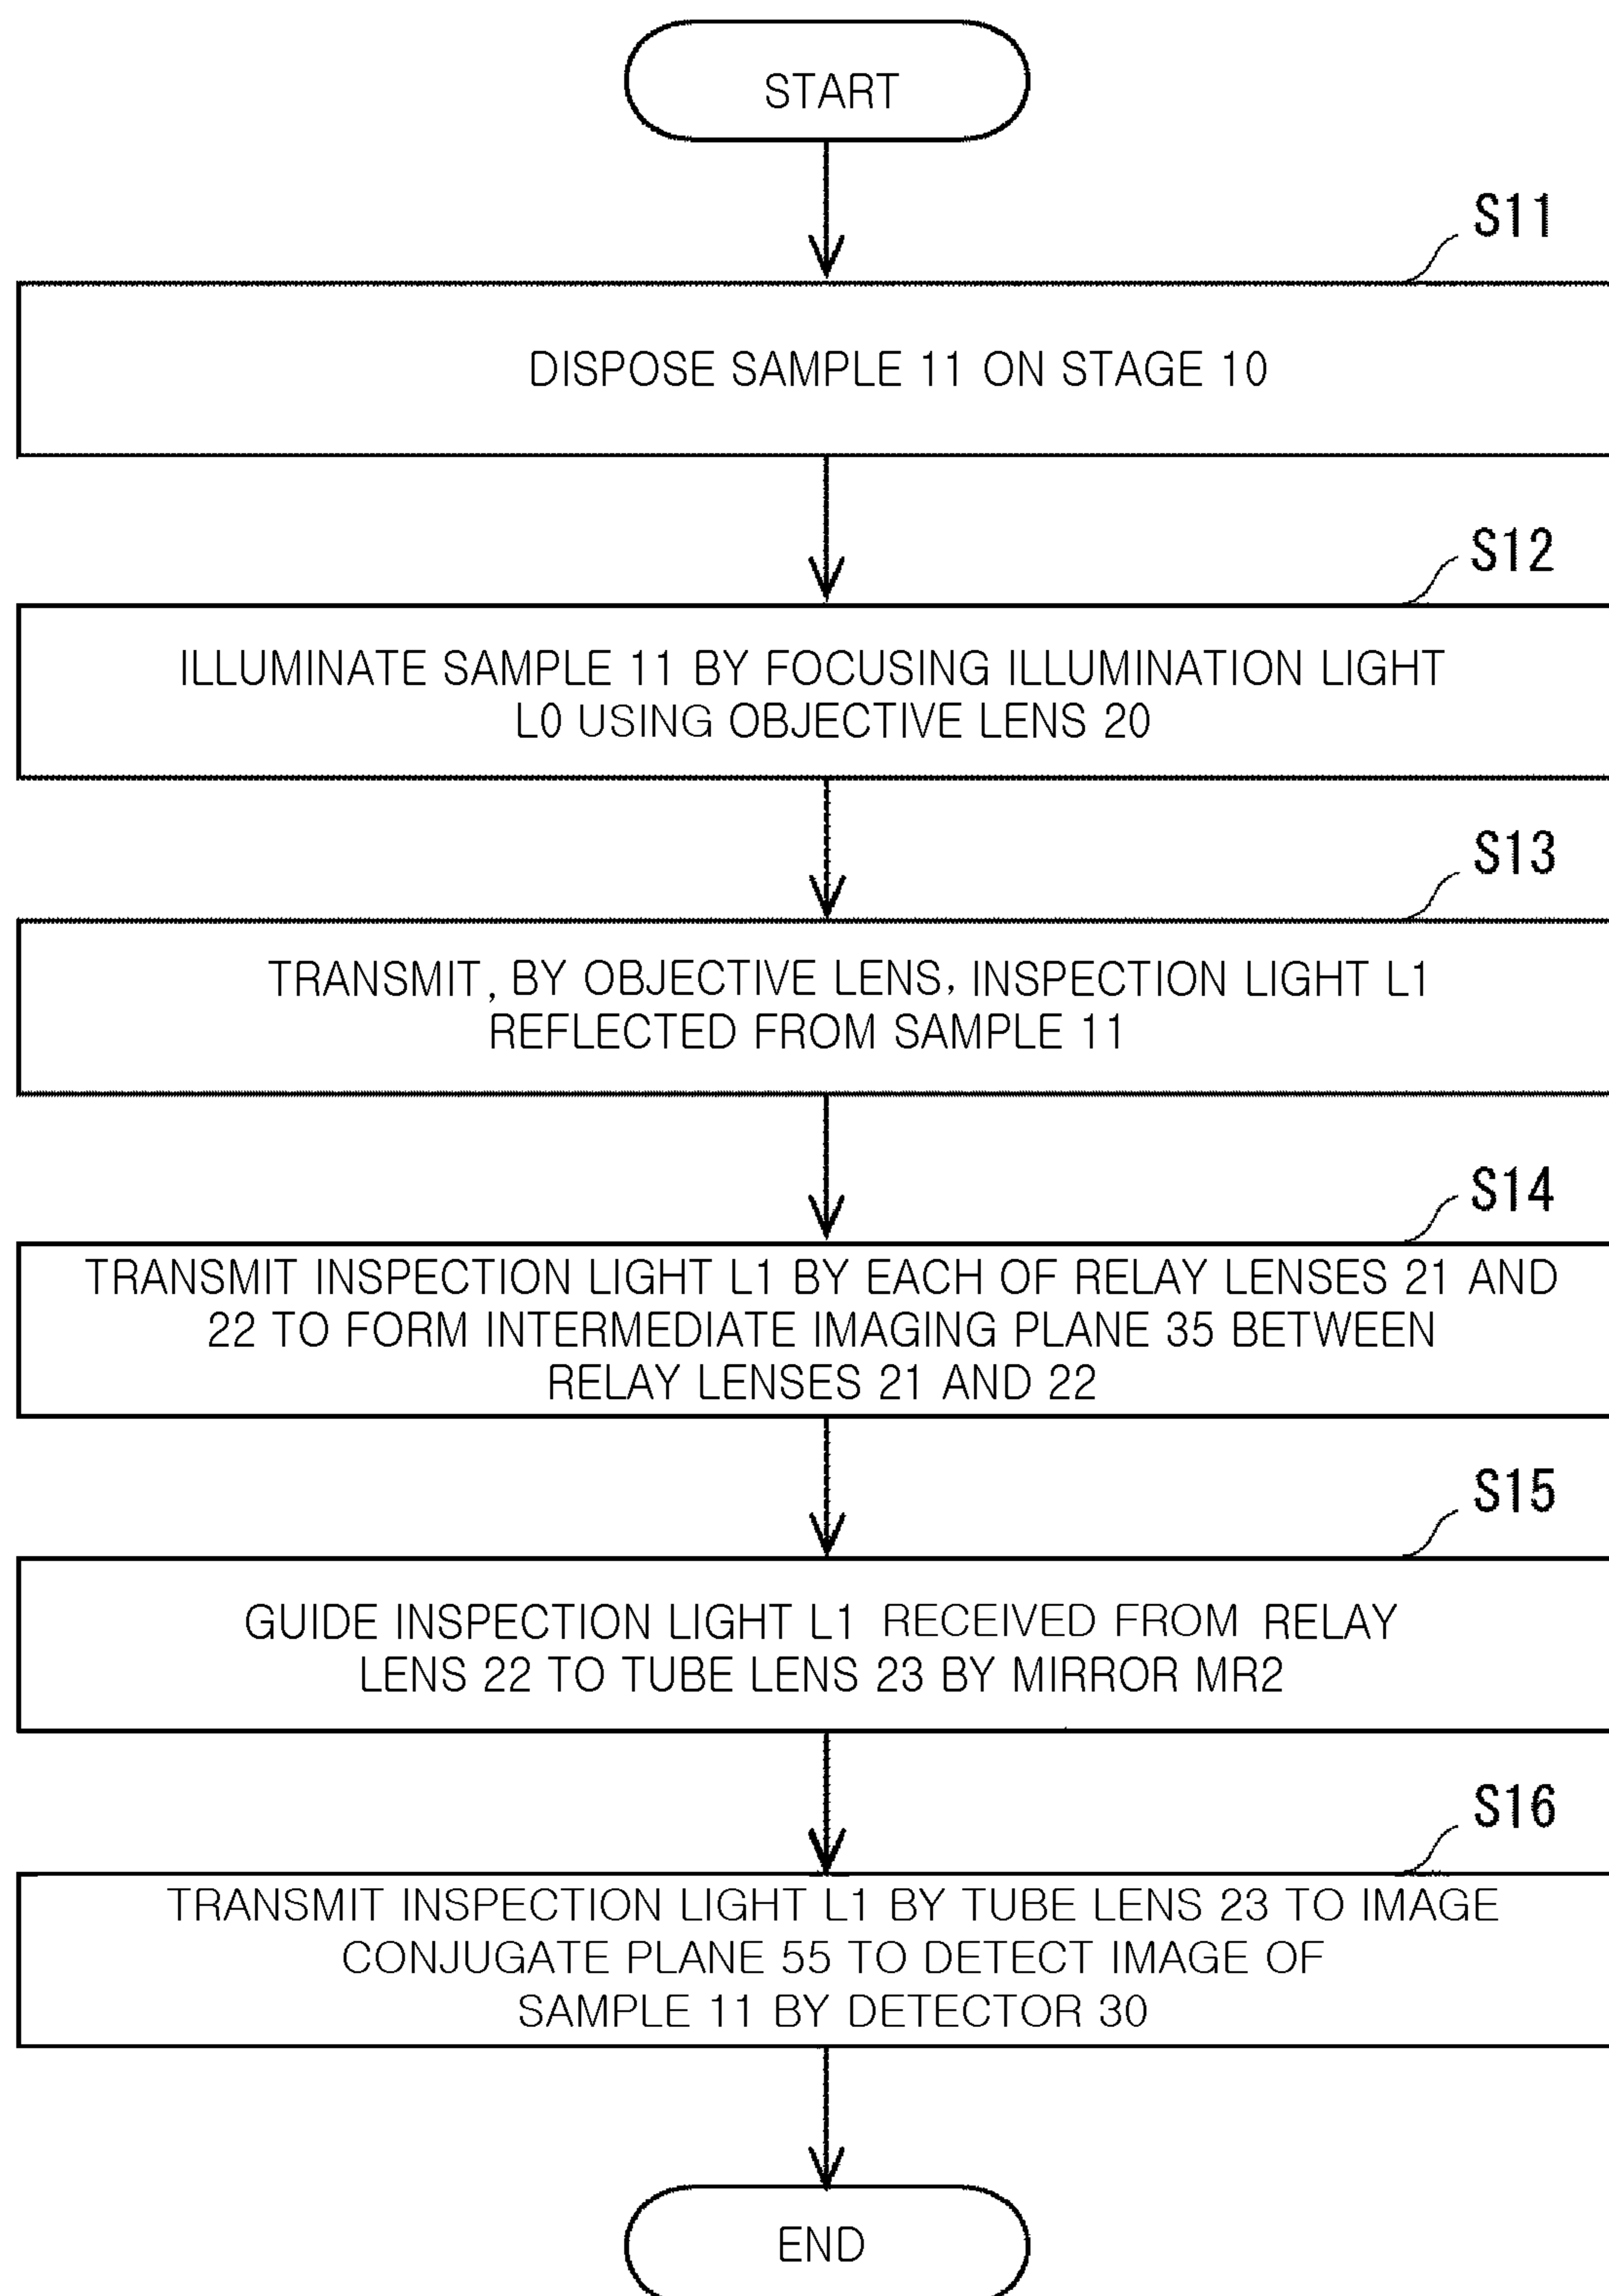 START
S11
DISPOSE SAMPLE 11 ON STAGE 10
S12
ILLUMINATE SAMPLE 11 BY FOCUSING ILLUMINATION LIGHT
L0 USING OBJECTIVE LENS 20
S13
TRANSMIT, BY OBJECTIVE LENS, INSPECTION LIGHT L1
REFLECTED FROM SAMPLE 11
S14
TRANSMIT INSPECTION LIGHT L1 BY EACH OF RELAY LENSES 21 AND
22 TO FORM INTERMEDIATE IMAGING PLANE 35 BETWEEN
RELAY LENSES 21 AND 22
S15
GUIDE INSPECTION LIGHT L1 RECEIVED FROM RELAY
LENS 22 TO TUBE LENS 23 BY MIRROR MR2
S16
TRANSMIT INSPECTION LIGHT L1 BY TUBE LENS 23 TO IMAGE
CONJUGATE PLANE 55 TO DETECT IMAGE OF
SAMPLE 11 BY DETECTOR 30
END